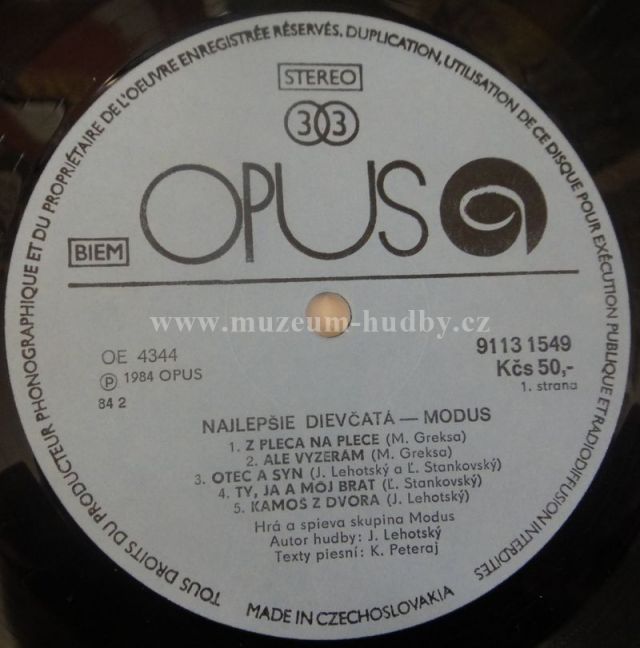 TOUS DROITS DU PRODUCTEUR PHONOGRAPHIQUE ET DU PROPRIÉTAIRE DE L'OEUVRE ENREGISTRÉE RÉSERVÉS. DUPLICATION, UTILISATION DE CE DISQUE POUR EXÉCUTION PUBLIQUE ET RADIODIFFUSION INTERDITES
STEREO
33
OPUS
BIEM
www.muzeum-hudby.cz
OE 4344
9113 1549
Ⓟ 1984 OPUS
Kčs 50,-
84 2
1. strana
NAJLEPŠIE DIEVČATÁ — MODUS
1. Z PLECA NA PLECE (M. Greksa)
2. ALE VYZERÁM (M. Greksa)
3. OTEC A SYN (J. Lehotský a Ľ. Stankovský)
4. TY, JA A MÔJ BRAT (Ľ. Stankovský)
5. KAMOŠ Z DVORA (J. Lehotský)
Hrá a spieva skupina Modus
Autor hudby: J. Lehotský
Texty piesní: K. Peteraj
MADE IN CZECHOSLOVAKIA